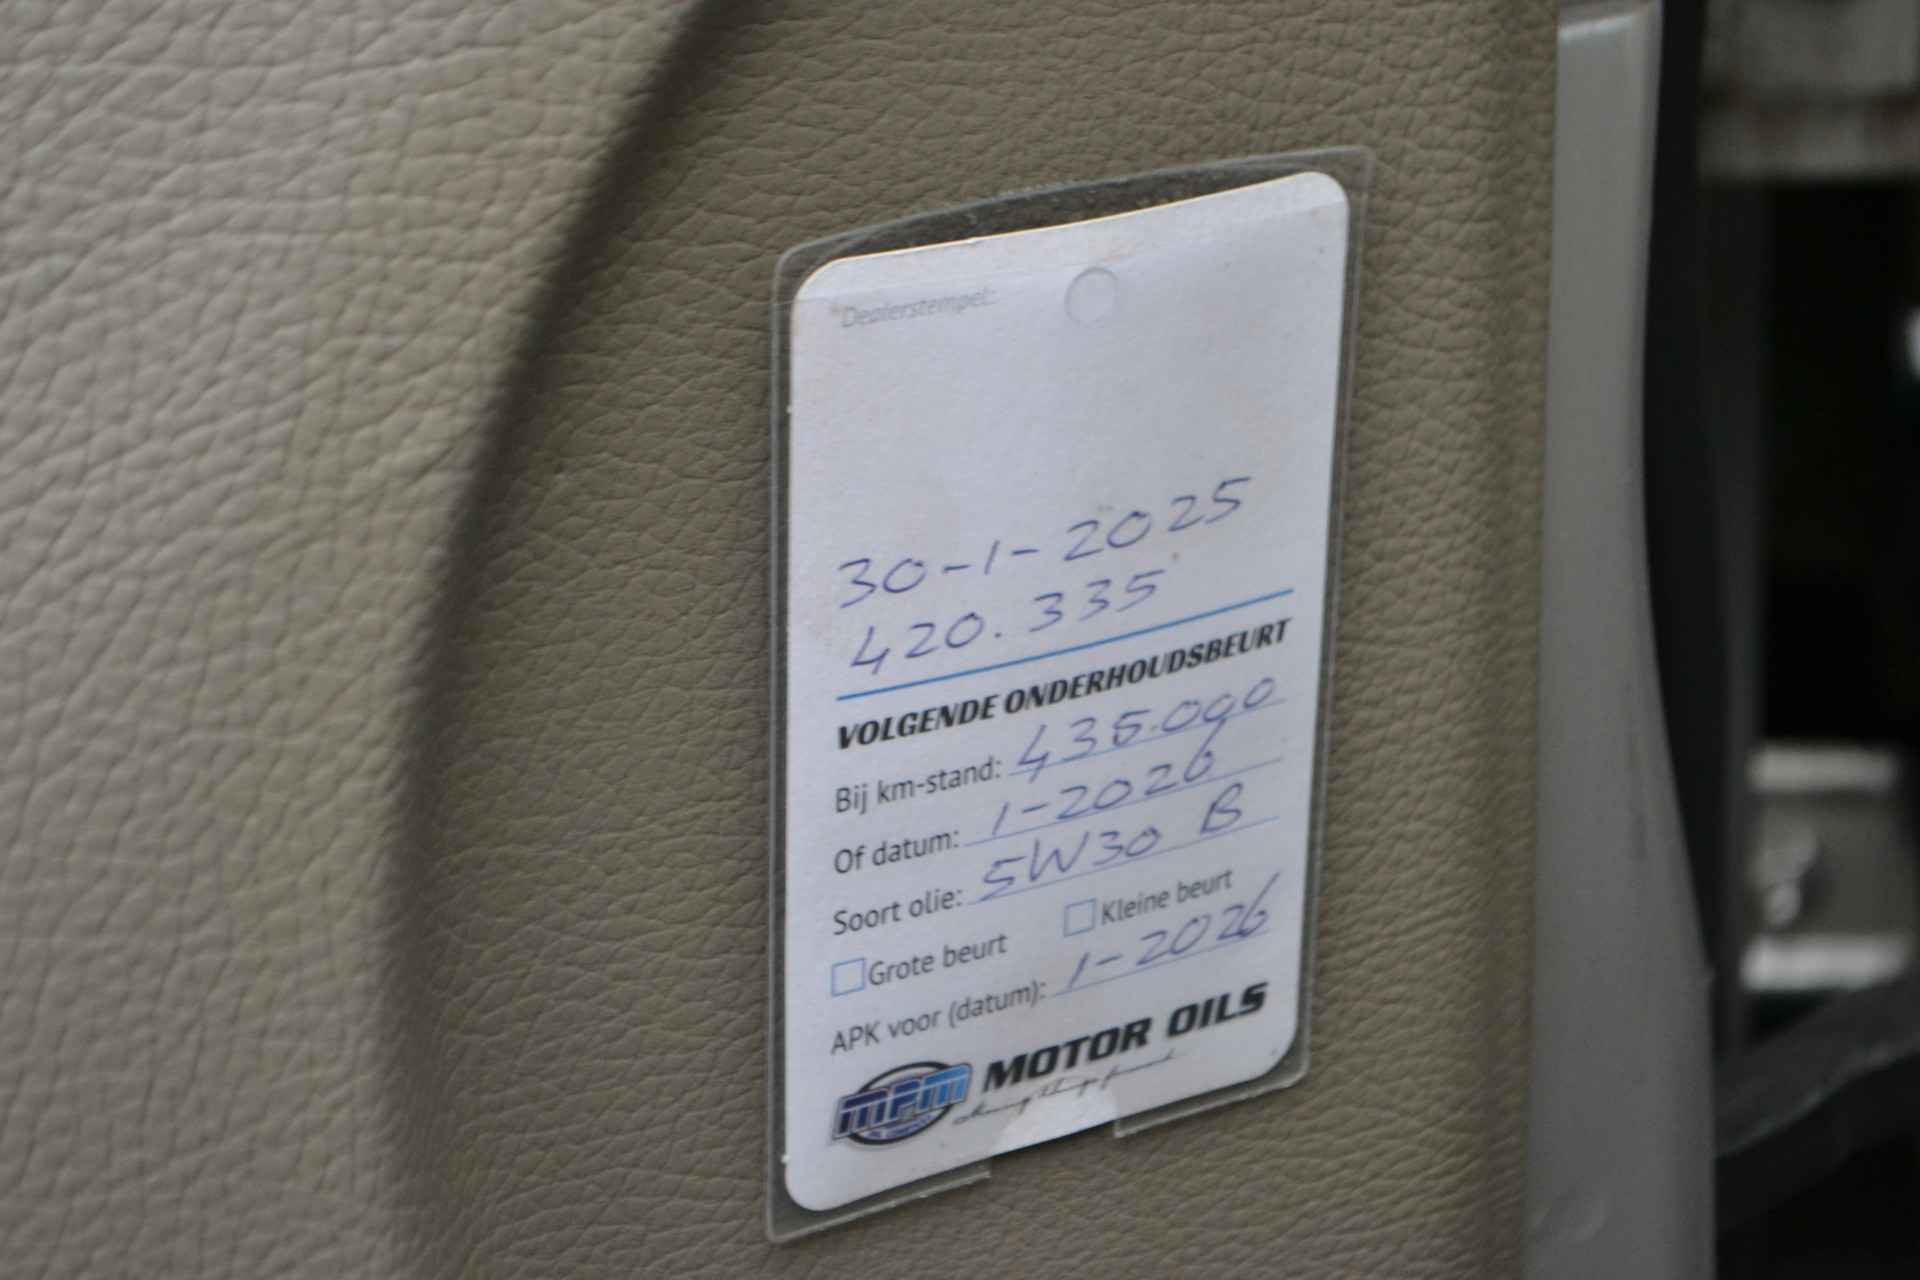 *Dealerstempel:
30-1-2025
420.335
VOLGENDE ONDERHOUDSBEURT
Bij km-stand: 435.000
Of datum: 1-2026
Soort olie: 5W30 B
Grote beurt Kleine beurt
APK voor (datum): 1-2026
MPM MOTOR OILS